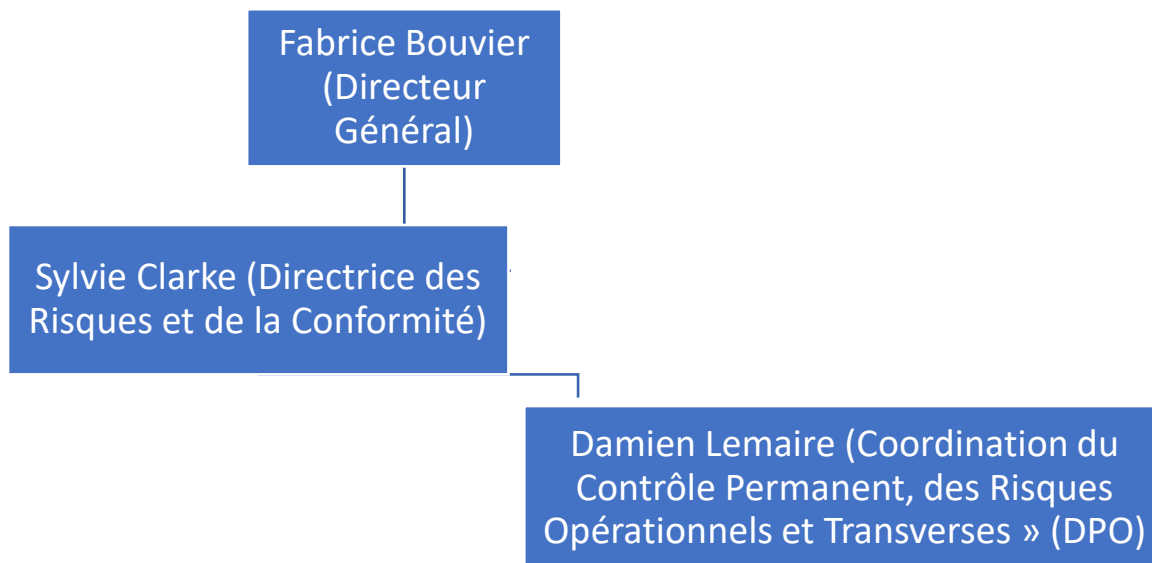 Fabrice Bouvier
(Directeur
Général)
Sylvie Clarke (Directrice des
Risques et de la Conformité)
Damien Lemaire (Coordination du
Contrôle Permanent, des Risques
Opérationnels et Transverses » (DPO)